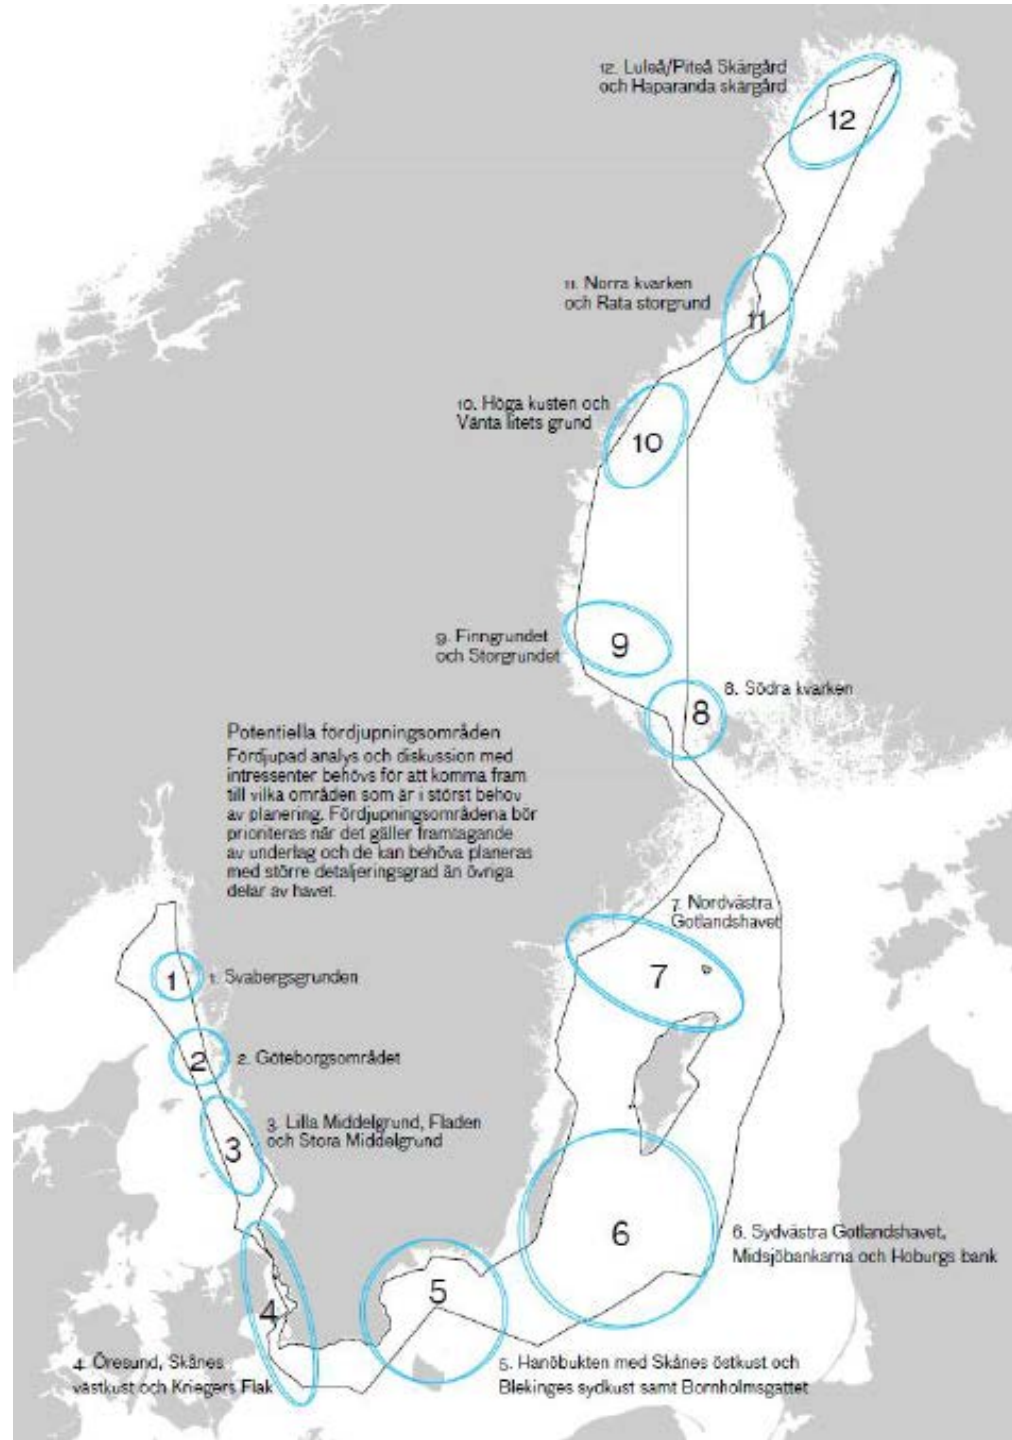 12. Luleå/Piteå Skärgård
och Haparanda skärgård
12
11. Norra kvarken
och Rata storgrund
11
10. Höga kusten och
Vänta litets grund
10
9. Finngrundet
och Storgrundet
9
8. Södra kvarken
8
Potentiella fördjupningsområden
Fördjupad analys och diskussion med
intressenter behövs för att komma fram
till vilka områden som är i störst behov
av planering. Fördjupningsområdena bör
prioriteras när det gäller framtagande
av underlag och de kan behöva planeras
med större detaljeringsgrad än övriga
delar av havet.
7. Nordvästra
Gotlandshavet
7
1
1. Svabergsgrunden
2
2. Göteborgsområdet
3. Lilla Middelgrund, Fladen
och Stora Middelgrund
3
6
6. Sydvästra Gotlandshavet,
Midsjöbankarna och Hoburgs bank
5
4
4. Öresund, Skånes
västkust och Kriegers Flak
5. Hanöbukten med Skånes östkust och
Blekinges sydkust samt Bornholmsgattet